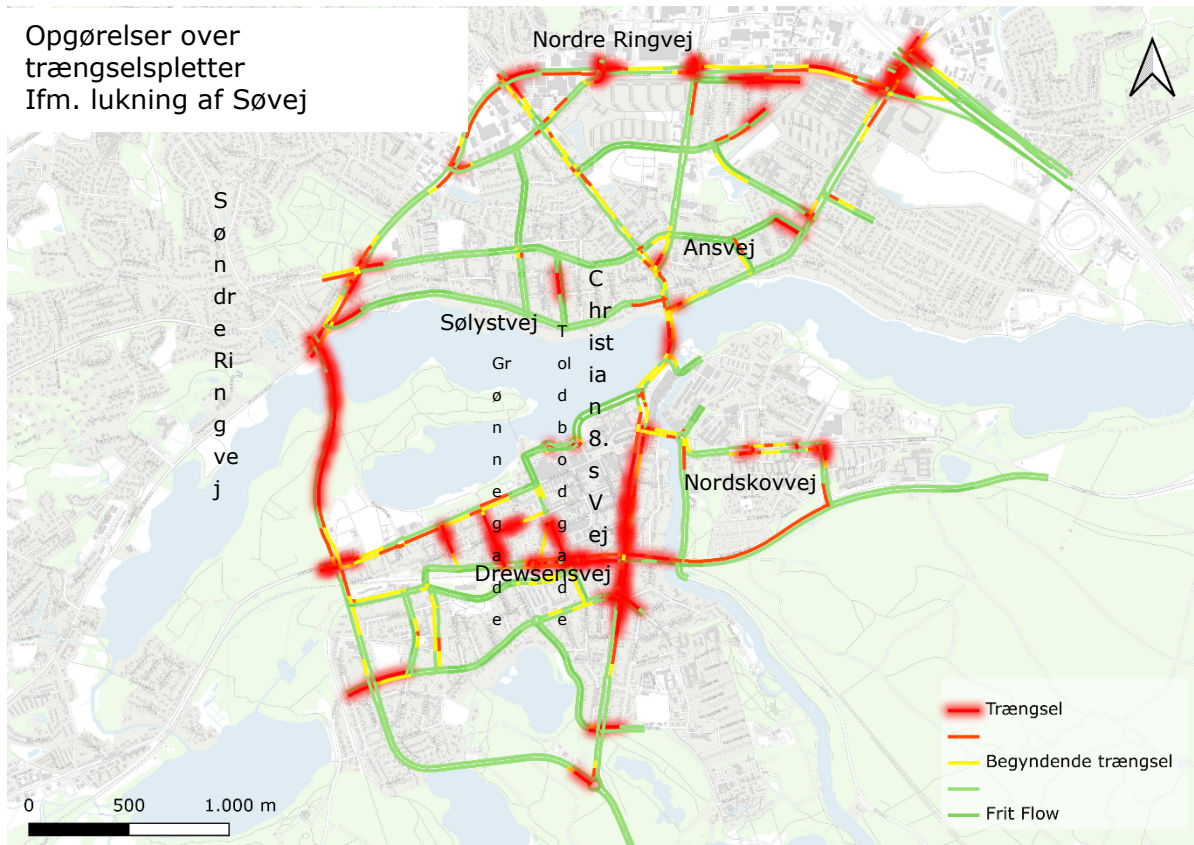 Opgørelser over
trængselspletter
Ifm. lukning af Søvej
Nordre Ringvej
Søndre Ringvej
Ansvej
Christian 8.s Vej
Sølystvej
Toldbodgade
Grønnegade
Nordskovvej
Drewsensvej
Trængsel
Begyndende trængsel
Frit Flow
0 500 1.000 m